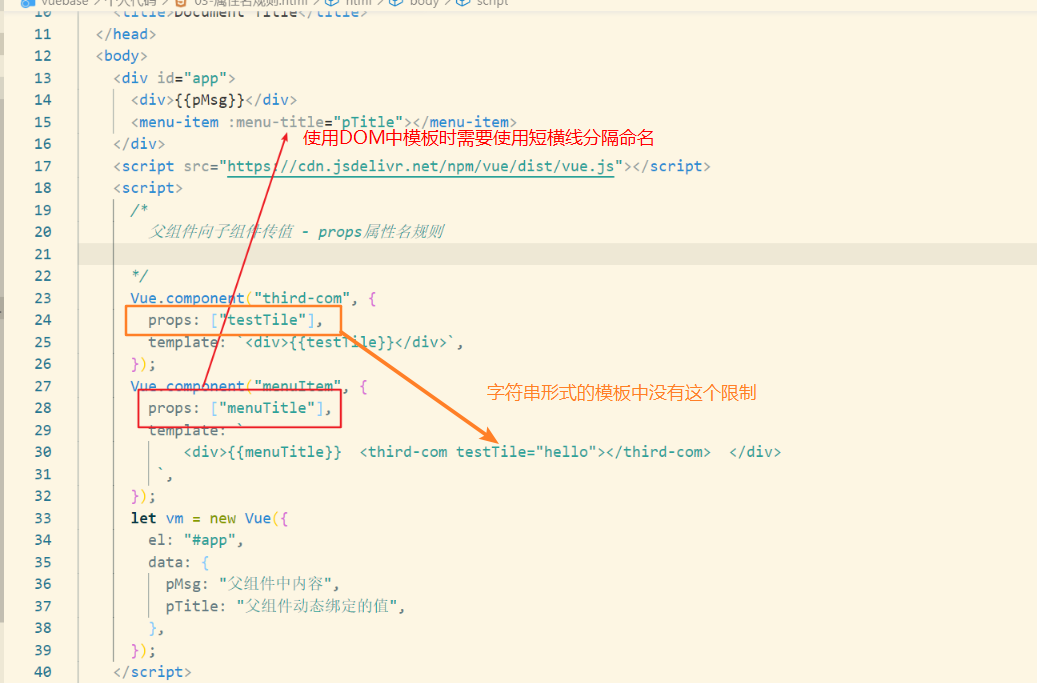 vuebase > 个人代码 > 03-属性名规则.html > html > body > script
10 <title>Document Title</title>
11 </head>
12 <body>
13 <div id="app">
14 <div>{{pMsg}}</div>
15 <menu-item :menu-title="pTitle"></menu-item>
使用DOM中模板时需要使用短横线分隔命名
16 </div>
17 <script src="https://cdn.jsdelivr.net/npm/vue/dist/vue.js"></script>
18 <script>
19 /*
20 父组件向子组件传值 - props属性名规则
21
22 */
23 Vue.component("third-com", {
24 props: ["testTile"],
25 template: `<div>{{testTile}}</div>`,
26 });
27 Vue.component("menuItem", {
字符串形式的模板中没有这个限制
28 props: ["menuTitle"],
29 template: `
30 <div>{{menuTitle}} <third-com testTile="hello"></third-com> </div>
31 `,
32 });
33 let vm = new Vue({
34 el: "#app",
35 data: {
36 pMsg: "父组件中内容",
37 pTitle: "父组件动态绑定的值",
38 },
39 });
40 </script>